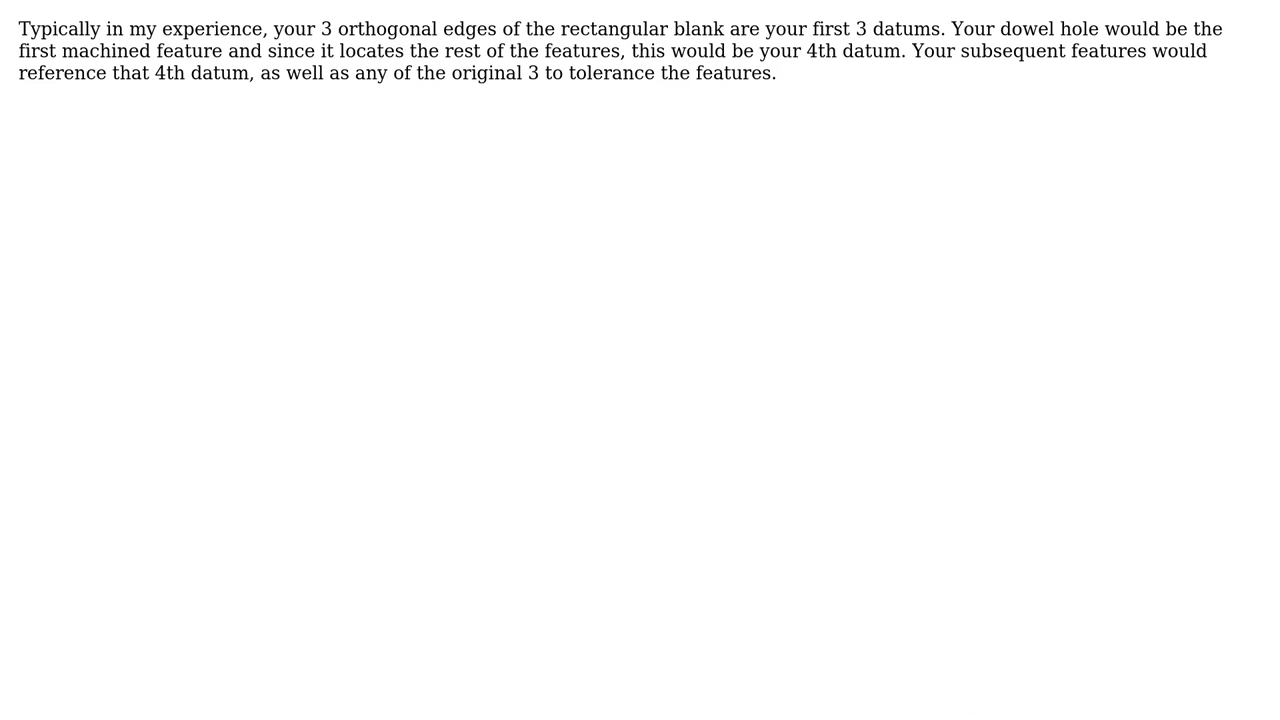 Typically in my experience, your 3 orthogonal edges of the rectangular blank are your first 3 datums. Your dowel hole would be the
first machined feature and since it locates the rest of the features, this would be your 4th datum. Your subsequent features would
reference that 4th datum, as well as any of the original 3 to tolerance the features.